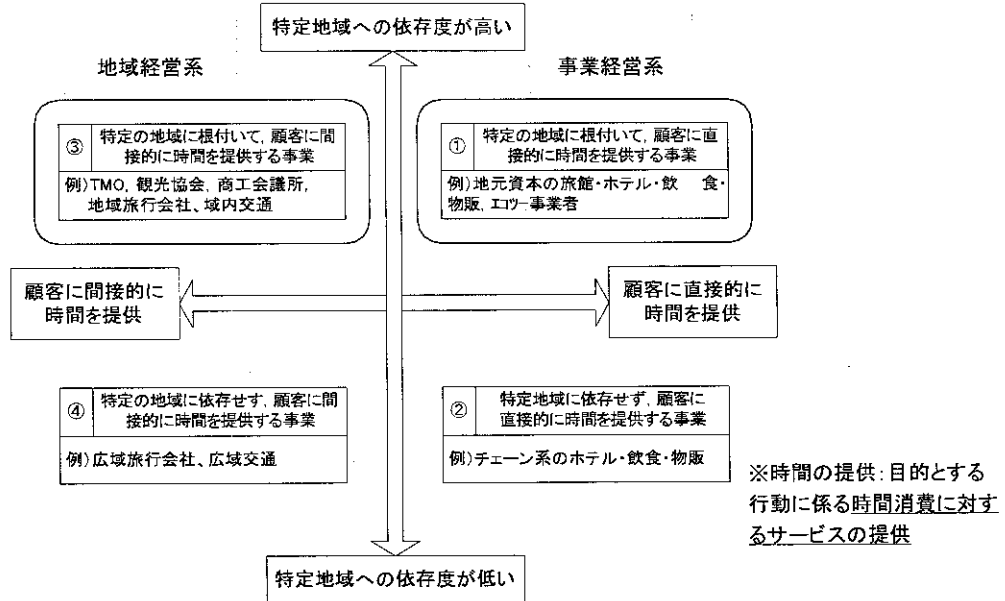 特定地域への依存度が高い
地域経営系
事業経営系
③
特定の地域に根付いて, 顧客に間
接的に時間を提供する事業
例)TMO, 観光協会, 商工会議所,
地域旅行会社、域内交通
①
特定の地域に根付いて, 顧客に直
接的に時間を提供する事業
例)地元資本の旅館・ホテル・飲 食・
物販, エコツー事業者
顧客に間接的に
時間を提供
顧客に直接的に
時間を提供
④
特定の地域に依存せず, 顧客に間
接的に時間を提供する事業
例)広域旅行会社、広域交通
②
特定地域に依存せず, 顧客に
直接的に時間を提供する事業
例)チェーン系のホテル・飲食・物販
※時間の提供:目的とする
行動に係る時間消費に対す
るサービスの提供
特定地域への依存度が低い